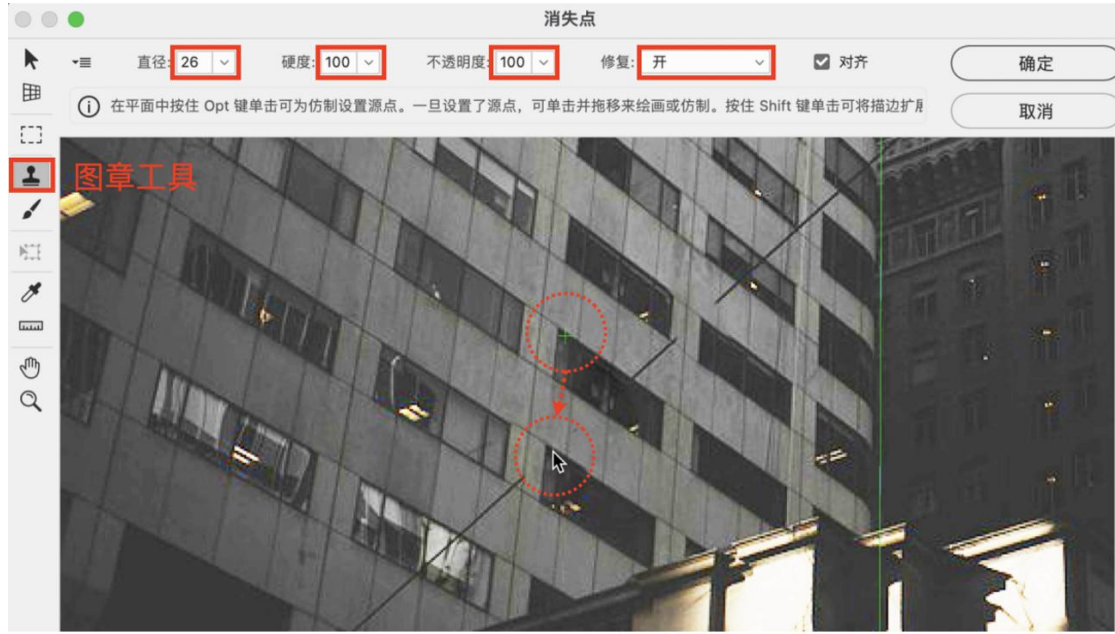 消失点
直径: 26 硬度: 100 不透明度: 100 修复: 开 对齐 确定
在平面中按住 Opt 键单击可为仿制设置源点。一旦设置了源点，可单击并拖移来绘画或仿制。按住 Shift 键单击可将描边扩展 取消
图章工具